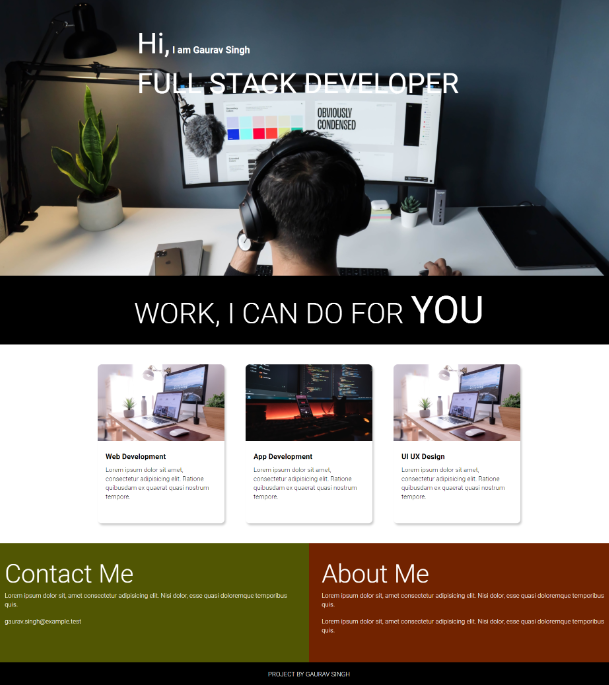 Hi, I am Gaurav Singh
FULL STACK DEVELOPER
OBVIOUSLY
CONDENSED
WORK, I CAN DO FOR YOU
Web Development
Lorem ipsum dolor sit amet,
consectetur adipisicing elit. Ratione
quibusdam ex quaerat quasi nostrum
tempore.
App Development
Lorem ipsum dolor sit amet,
consectetur adipisicing elit. Ratione
quibusdam ex quaerat quasi nostrum
tempore.
UI UX Design
Lorem ipsum dolor sit amet,
consectetur adipisicing elit. Ratione
quibusdam ex quaerat quasi nostrum
tempore.
Contact Me
Lorem ipsum dolor sit, amet consectetur adipisicing elit. Nisi dolor, esse quasi doloremque temporibus
quis.
gaurav.singh@example.test
About Me
Lorem ipsum dolor sit, amet consectetur adipisicing elit. Nisi dolor, esse quasi doloremque temporibus
quis.
Lorem ipsum dolor sit, amet consectetur adipisicing elit. Nisi dolor, esse quasi doloremque temporibus
quis.
PROJECT BY GAURAV SINGH